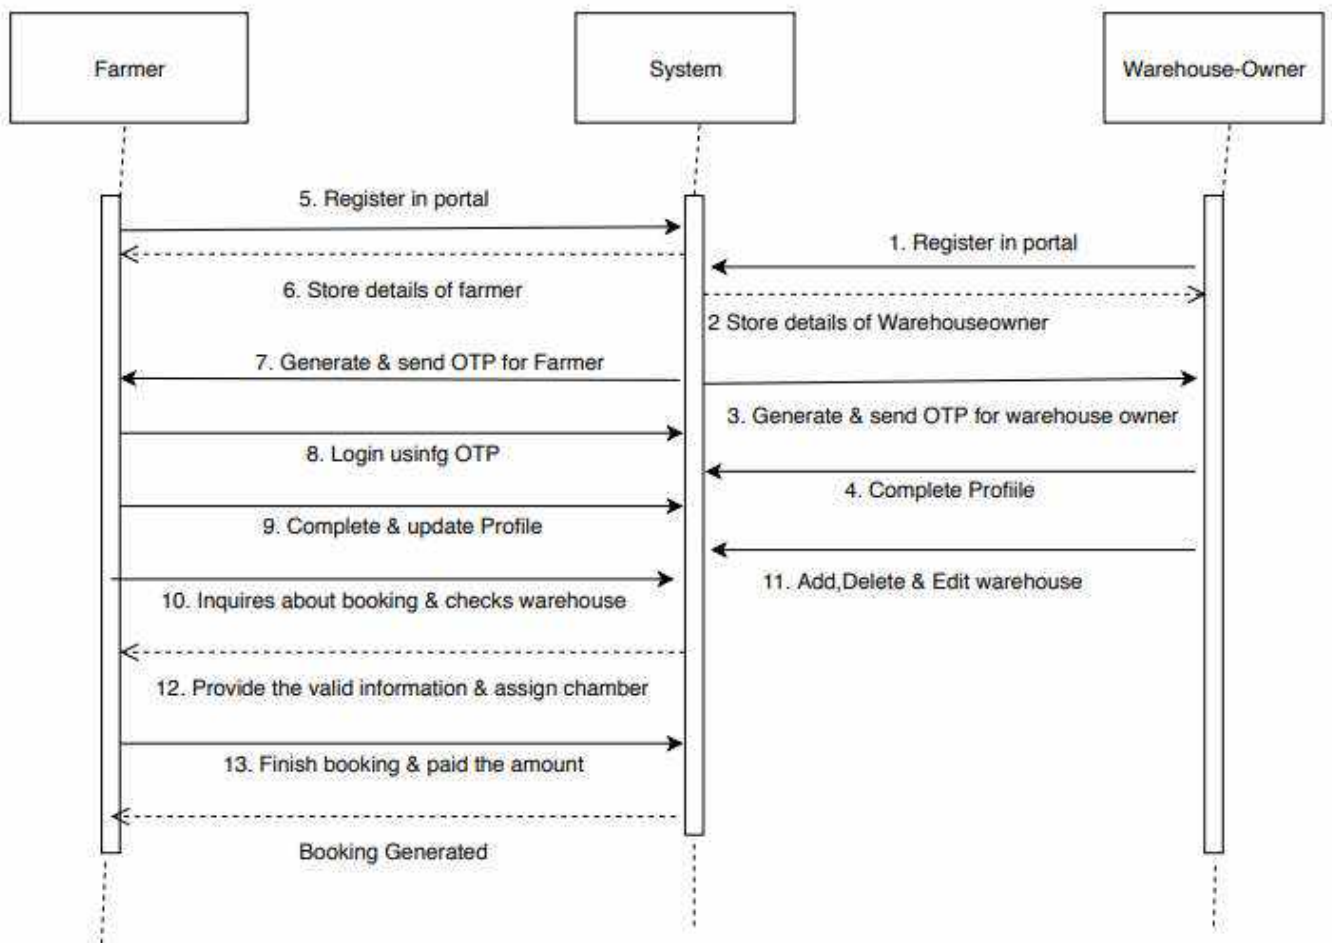 Farmer
System
Warehouse-Owner
5. Register in portal
1. Register in portal
6. Store details of farmer
2 Store details of Warehouseowner
7. Generate & send OTP for Farmer
3. Generate & send OTP for warehouse owner
8. Login usinfg OTP
4. Complete Profiile
9. Complete & update Profile
11. Add,Delete & Edit warehouse
10. Inquires about booking & checks warehouse
12. Provide the valid information & assign chamber
13. Finish booking & paid the amount
Booking Generated